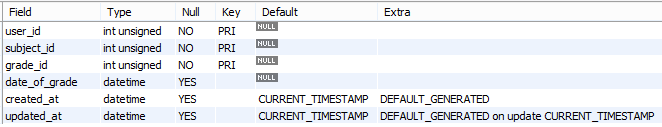 Field Type Null Key Default Extra
user_id int unsigned NO PRI NULL
subject_id int unsigned NO PRI NULL
grade_id int unsigned NO PRI NULL
date_of_grade datetime YES NULL
created_at datetime YES CURRENT_TIMESTAMP DEFAULT_GENERATED
updated_at datetime YES CURRENT_TIMESTAMP DEFAULT_GENERATED on update CURRENT_TIMESTAMP